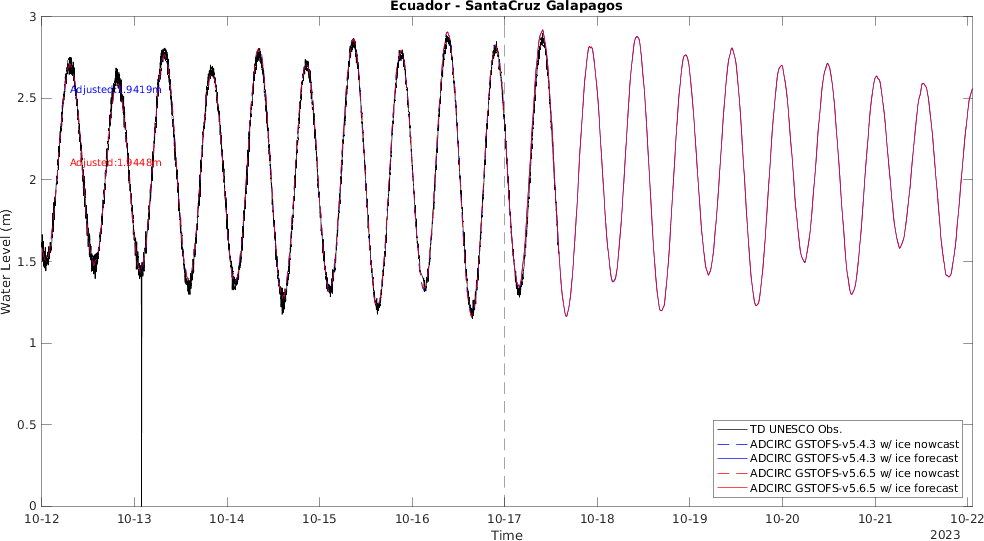 Ecuador - SantaCruz Galapagos
3
2.5
2
1.5
1
0.5
0
Water Level (m)
Adjusted:1.9419m
Adjusted:1.9448m
TD UNESCO Obs.
ADCIRC GSTOFS-v5.4.3 w/ ice nowcast
ADCIRC GSTOFS-v5.4.3 w/ ice forecast
ADCIRC GSTOFS-v5.6.5 w/ ice nowcast
ADCIRC GSTOFS-v5.6.5 w/ ice forecast
10-12 10-13 10-14 10-15 10-16 10-17 10-18 10-19 10-20 10-21 10-22
Time 2023